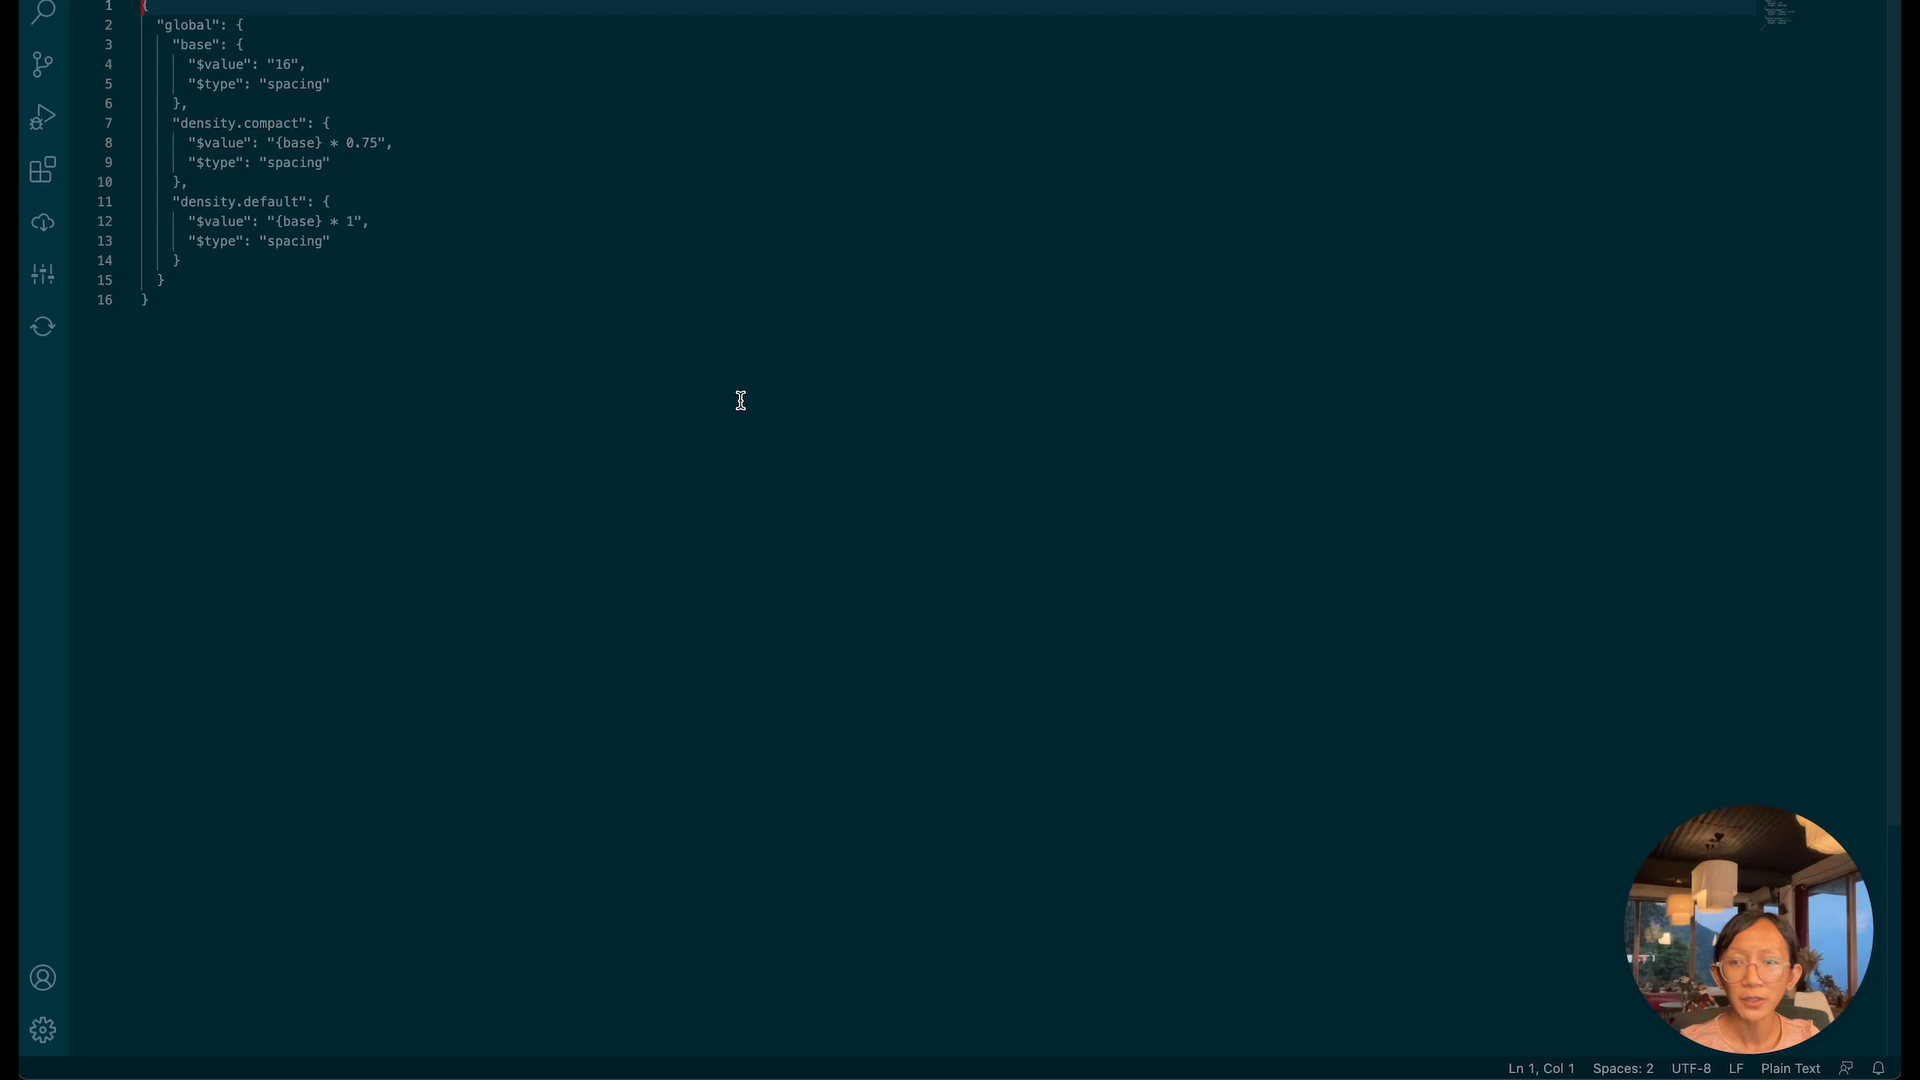 1 {
2 "global": {
3 "base": {
4 "$value": "16",
5 "$type": "spacing"
6 },
7 "density.compact": {
8 "$value": "{base} * 0.75",
9 "$type": "spacing"
10 },
11 "density.default": {
12 "$value": "{base} * 1",
13 "$type": "spacing"
14 }
15 }
16 }
Ln 1, Col 1 Spaces: 2 UTF-8 LF Plain Text